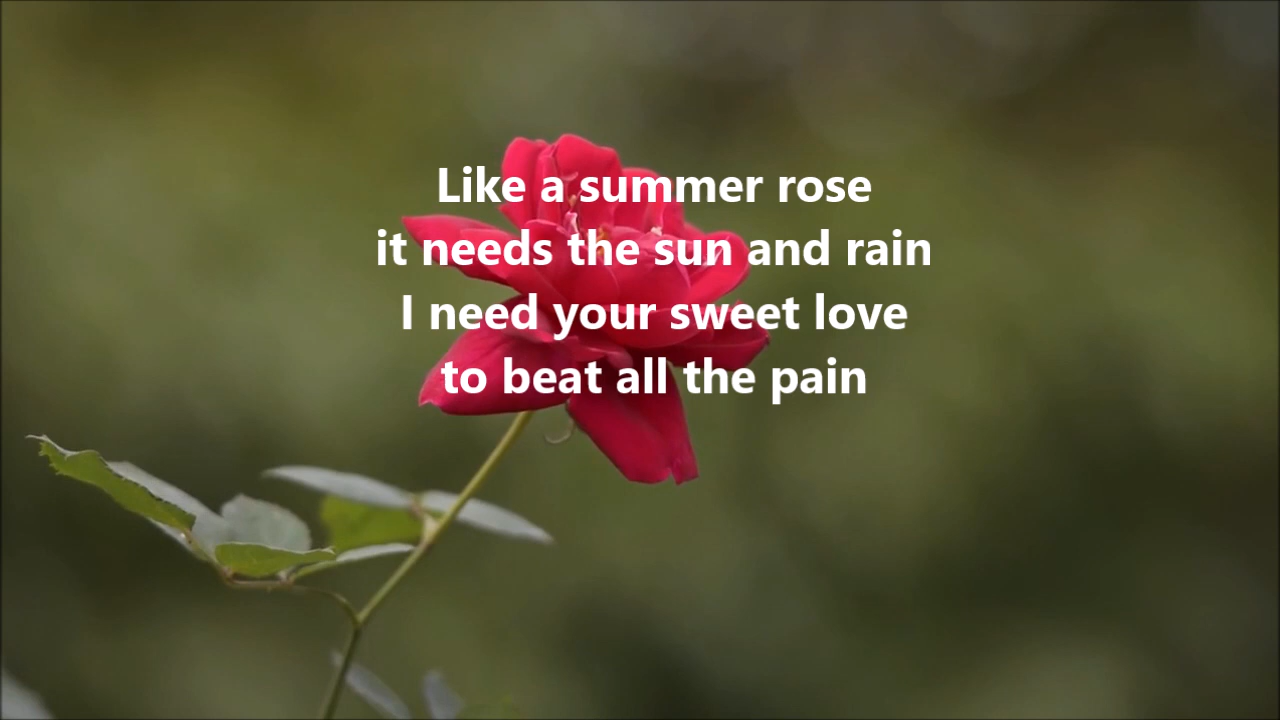 Like a summer rose
it needs the sun and rain
I need your sweet love
to beat all the pain